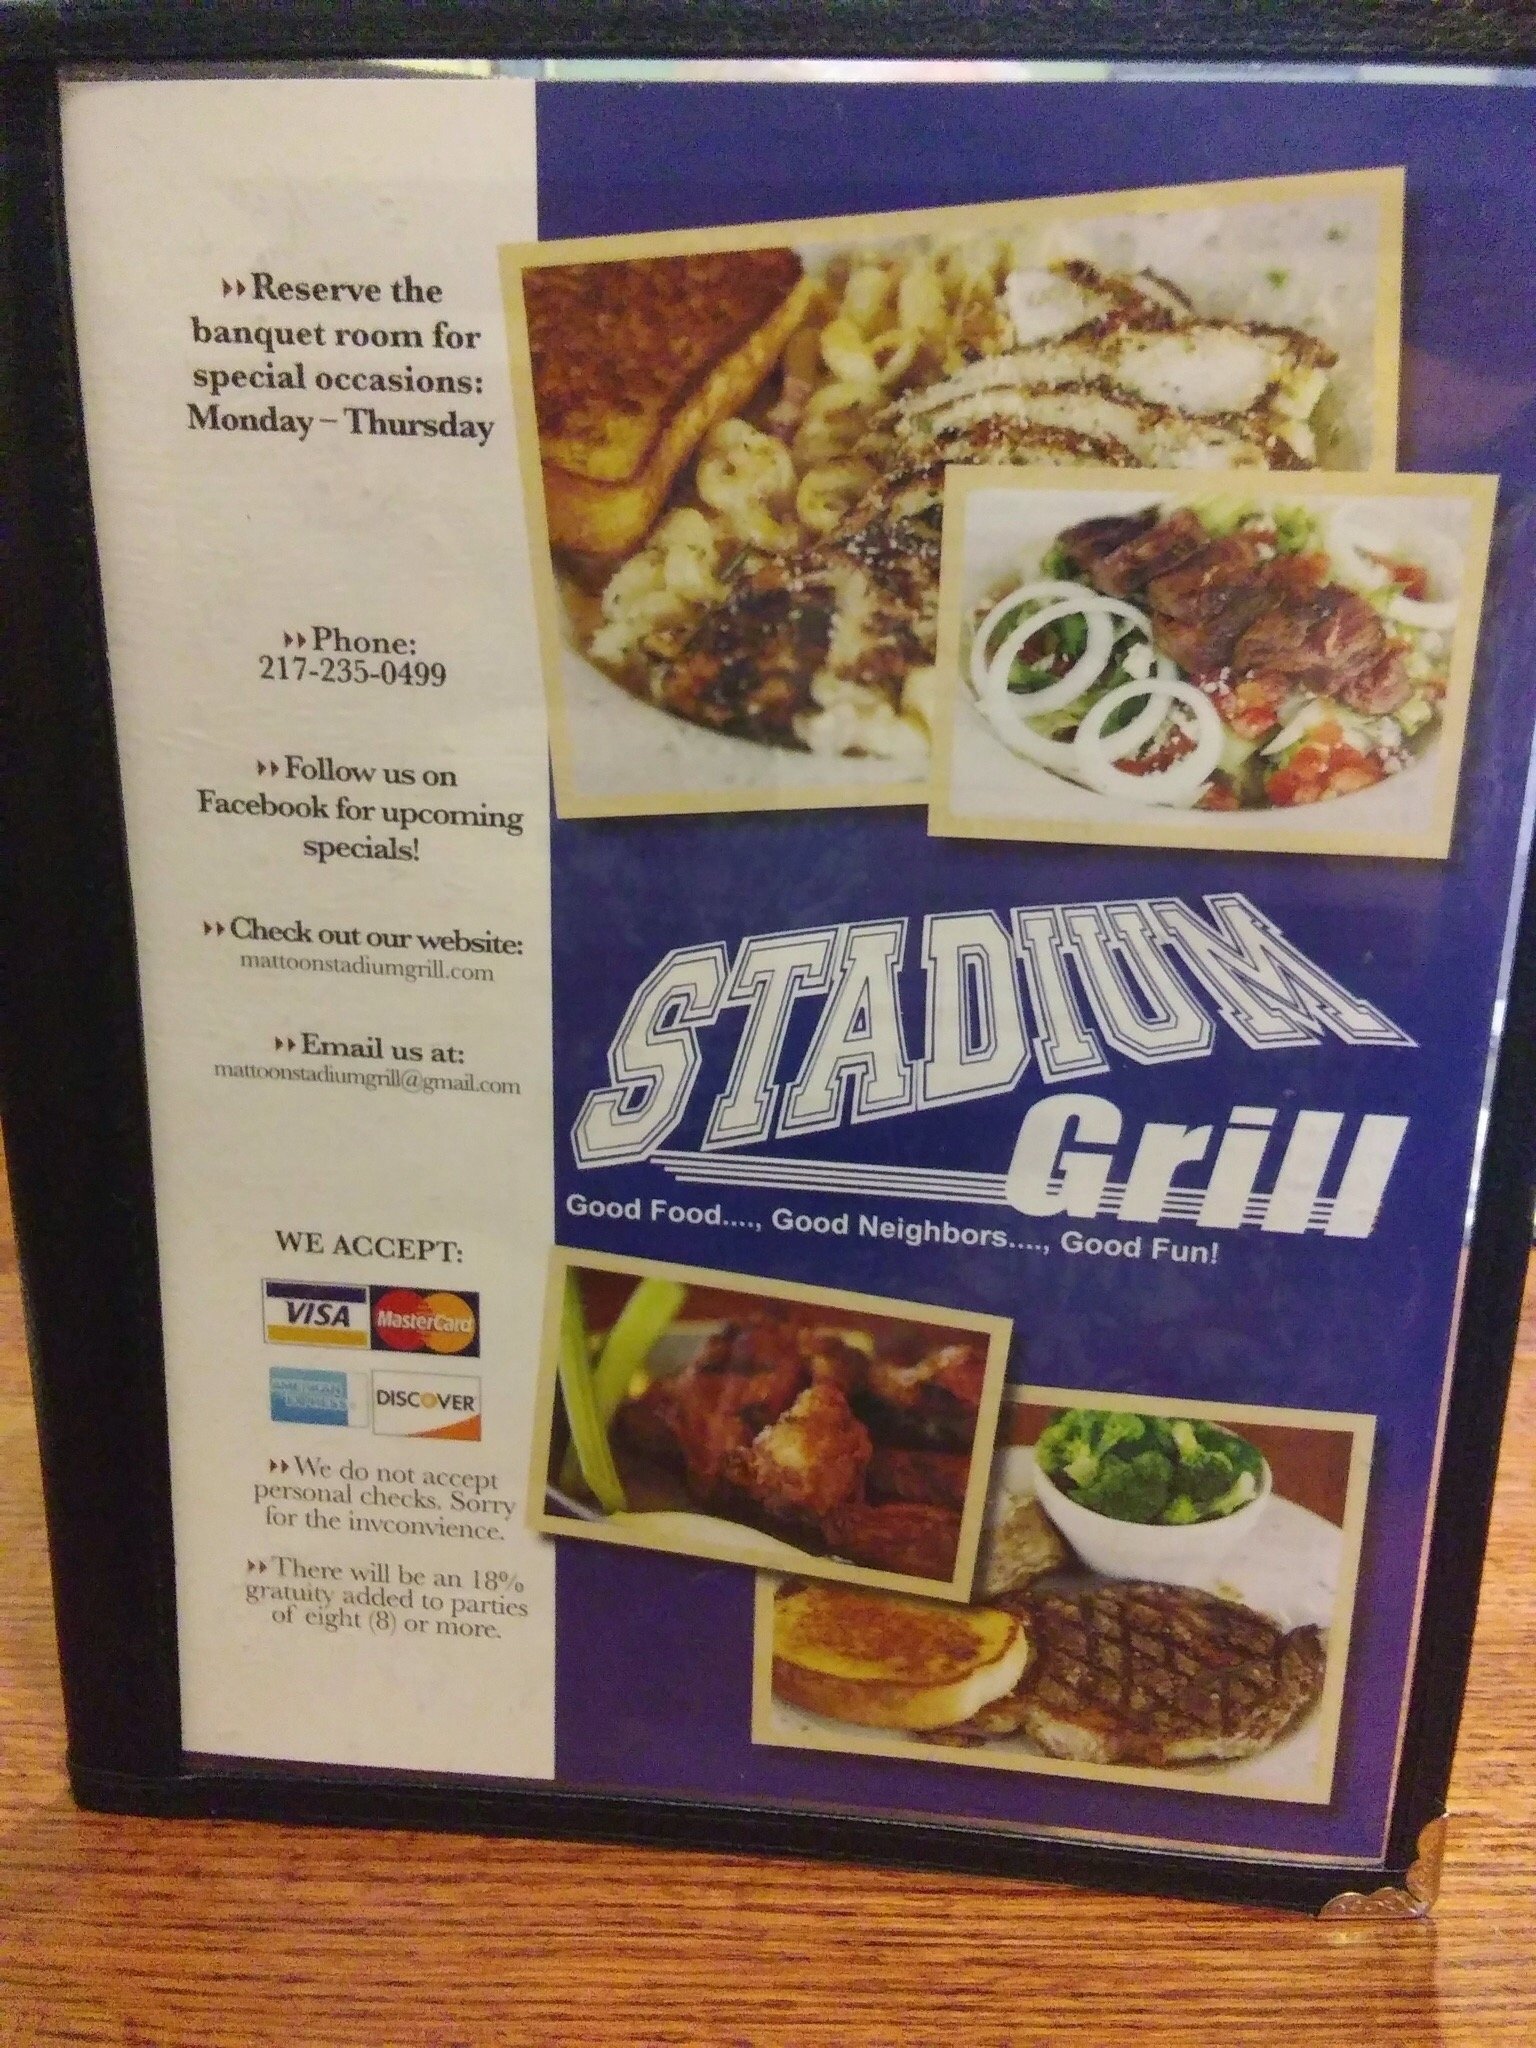 Reserve the
banquet room for
special occasions:
Monday – Thursday
Phone:
217-235-0499
Follow us on
Facebook for upcoming
specials!
Check out our website:
mattoonstadiumgrill.com
Email us at:
mattoonstadiumgrill@gmail.com
WE ACCEPT:
VISA MasterCard
AMERICAN
EXPRESS
DISCOVER
We do not accept
personal checks. Sorry
for the invconvience.
There will be an 18%
gratuity added to parties
of eight (8) or more.
STADIUM
Grill
Good Food...., Good Neighbors...., Good Fun!